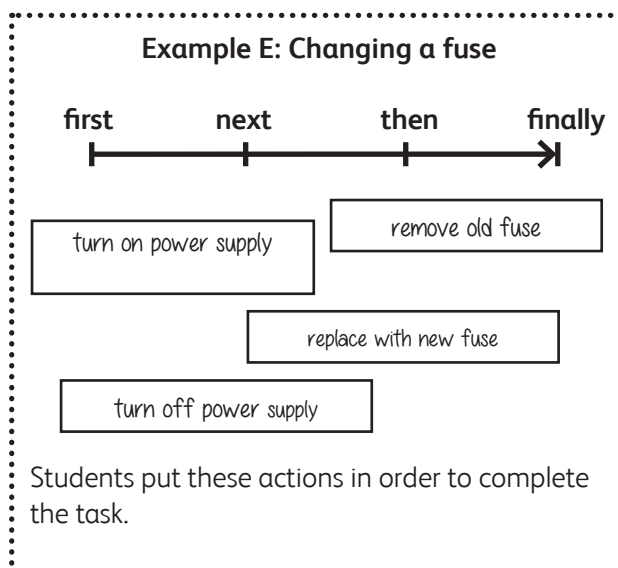 Example E: Changing a fuse
first next then finally
remove old fuse
turn on power supply
replace with new fuse
turn off power supply
Students put these actions in order to complete
the task.